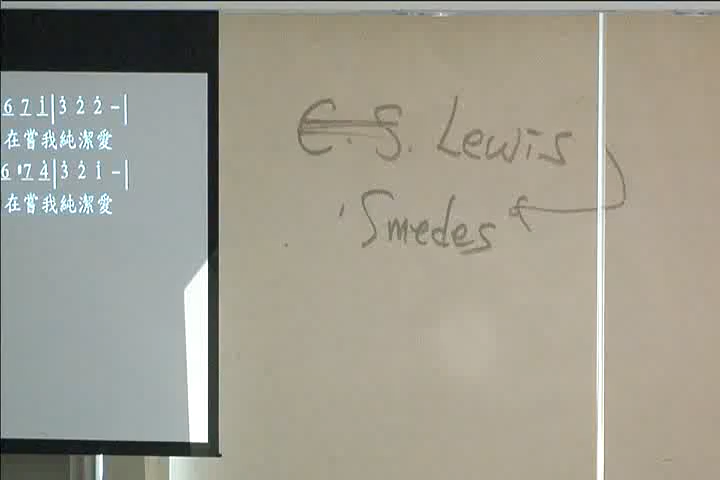 6 7 1̇|3̇ 2̇ 2̇ –|
在嘗我純潔愛
6 #7 4̇|3̇ 2̇ 1̇ –|
在嘗我純潔愛
C.S. Lewis
Smedes